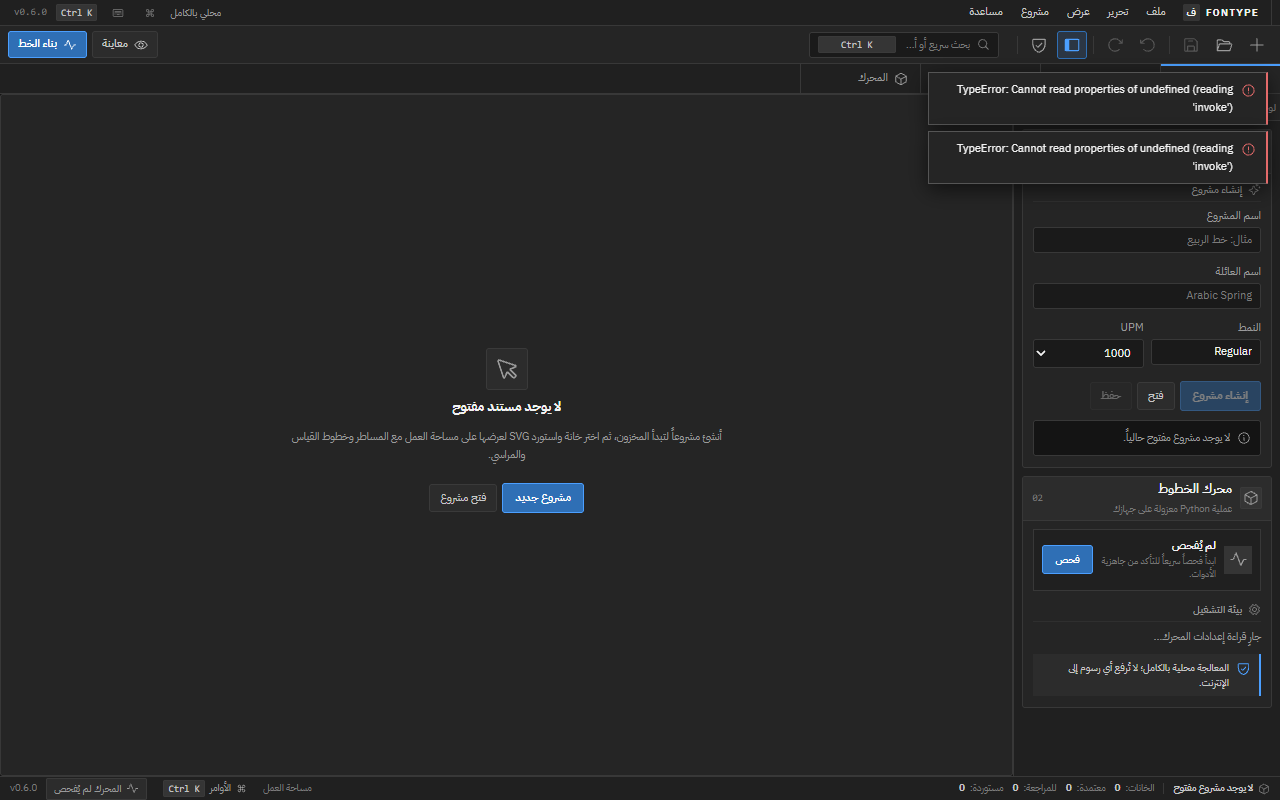 ف FONTYPE
ملف
تحرير
عرض
مشروع
مساعدة
محلي بالكامل
⌘
Ctrl K
v0.6.0
بحث سريع أو أ...
Ctrl K
معاينة
بناء الخط
المحرك
TypeError: Cannot read properties of undefined (reading
'invoke')
TypeError: Cannot read properties of undefined (reading
'invoke')
إنشاء مشروع
اسم المشروع
مثال: خط الربيع
اسم العائلة
Arabic Spring
النمط
UPM
Regular
1000
إنشاء مشروع
فتح
حفظ
لا يوجد مشروع مفتوح حالياً.
محرك الخطوط
02
عملية Python معزولة على جهازك
لم يُفحص
ابدأ فحصاً سريعاً للتأكد من جاهزية
الأدوات.
فحص
بيئة التشغيل
جارٍ قراءة إعدادات المحرك...
المعالجة محلية بالكامل؛ لا تُرفع أي رسوم إلى
الإنترنت.
لا يوجد مستند مفتوح
أنشئ مشروعاً لتبدأ المخزون، ثم اختر خانة واستورد SVG لعرضها على مساحة العمل مع المساطر وخطوط القياس
والمراسي.
مشروع جديد
فتح مشروع
لا يوجد مشروع مفتوح
الخانات: 0
معتمدة: 0
للمراجعة: 0
مستوردة: 0
مساحة العمل
⌘ الأوامر Ctrl K
المحرك لم يُفحص
v0.6.0